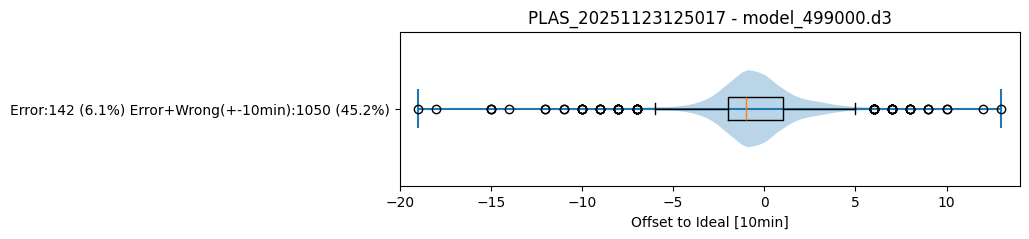 PLAS_20251123125017 - model_499000.d3
Error:142 (6.1%) Error+Wrong(+-10min):1050 (45.2%)
−20 −15 −10 −5 0 5 10
Offset to Ideal [10min]